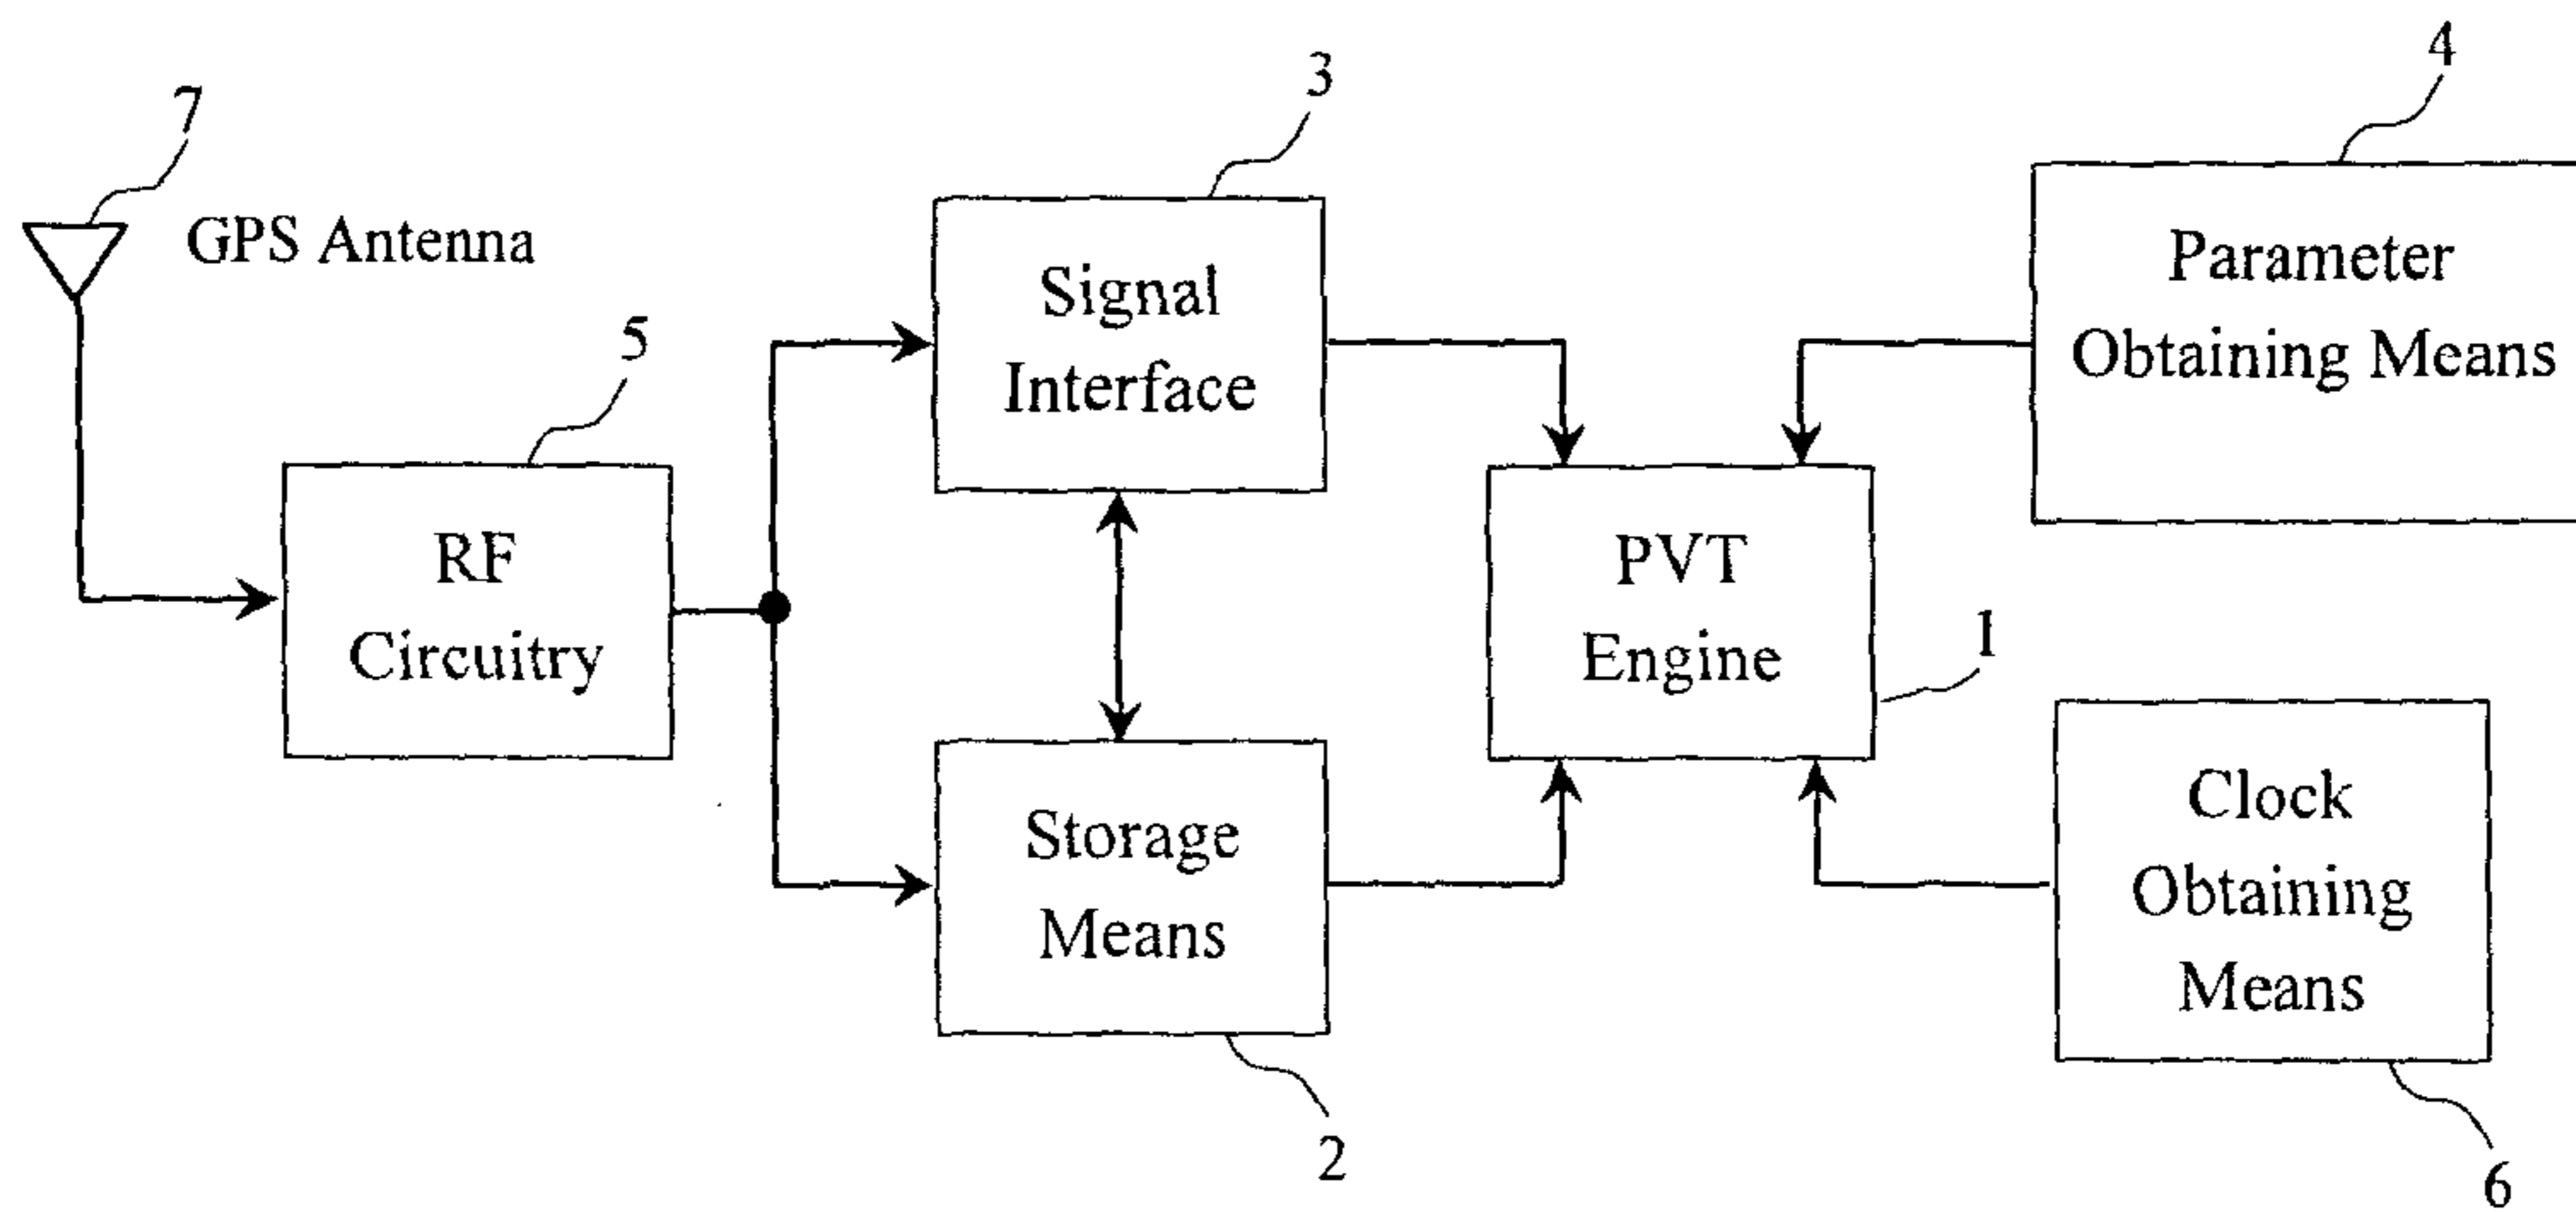 7
GPS Antenna
5
RF
Circuitry
3
Signal
Interface
Storage
Means
2
PVT
Engine
1
4
Parameter
Obtaining Means
Clock
Obtaining
Means
6